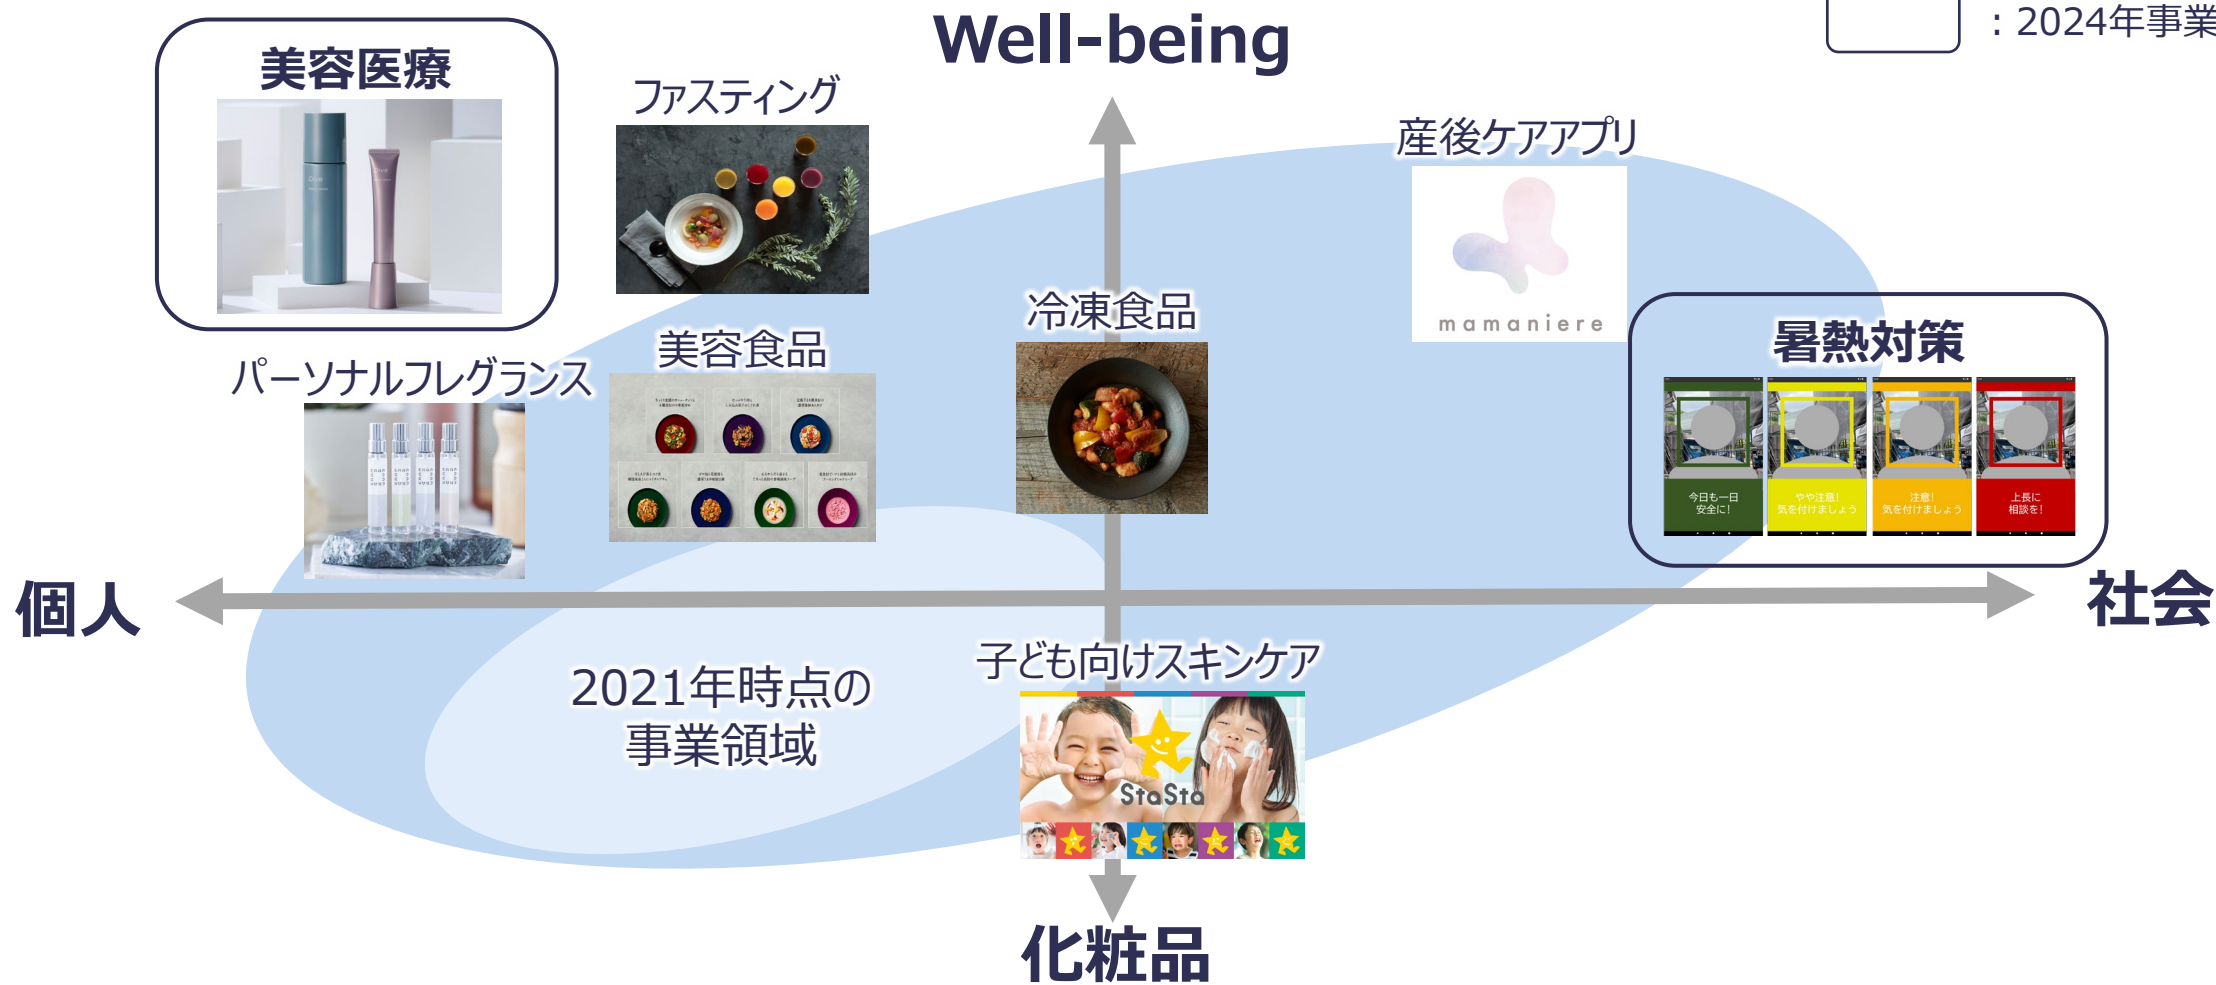 Well-being
：2024年事業
美容医療
Dive
Dive
ファスティング
産後ケアアプリ
mamaniere
冷凍食品
美容食品
パーソナルフレグランス
暑熱対策
今日も一日
安全に！
やや注意！
気を付けましょう
注意！
気を付けましょう
上長に
相談を！
個人
社会
2021年時点の
事業領域
子ども向けスキンケア
StaSta
化粧品